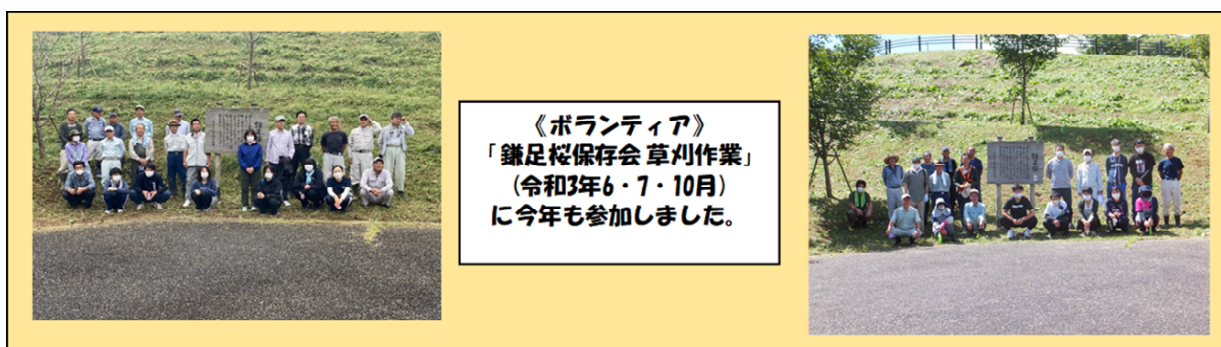 《ボランティア》
「鎌足桜保存会 草刈作業」
(令和3年6・7・10月)
に今年も参加しました。